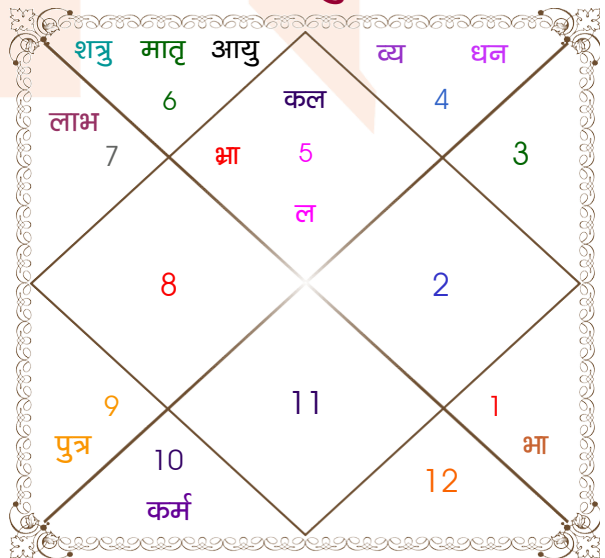 शत्रु मातृ आयु व्य धन
6 कल 4
लाभ
7 भ्रा 5 3
ल
8 2
9 11 1
पुत्र 10 भा
12
कर्म